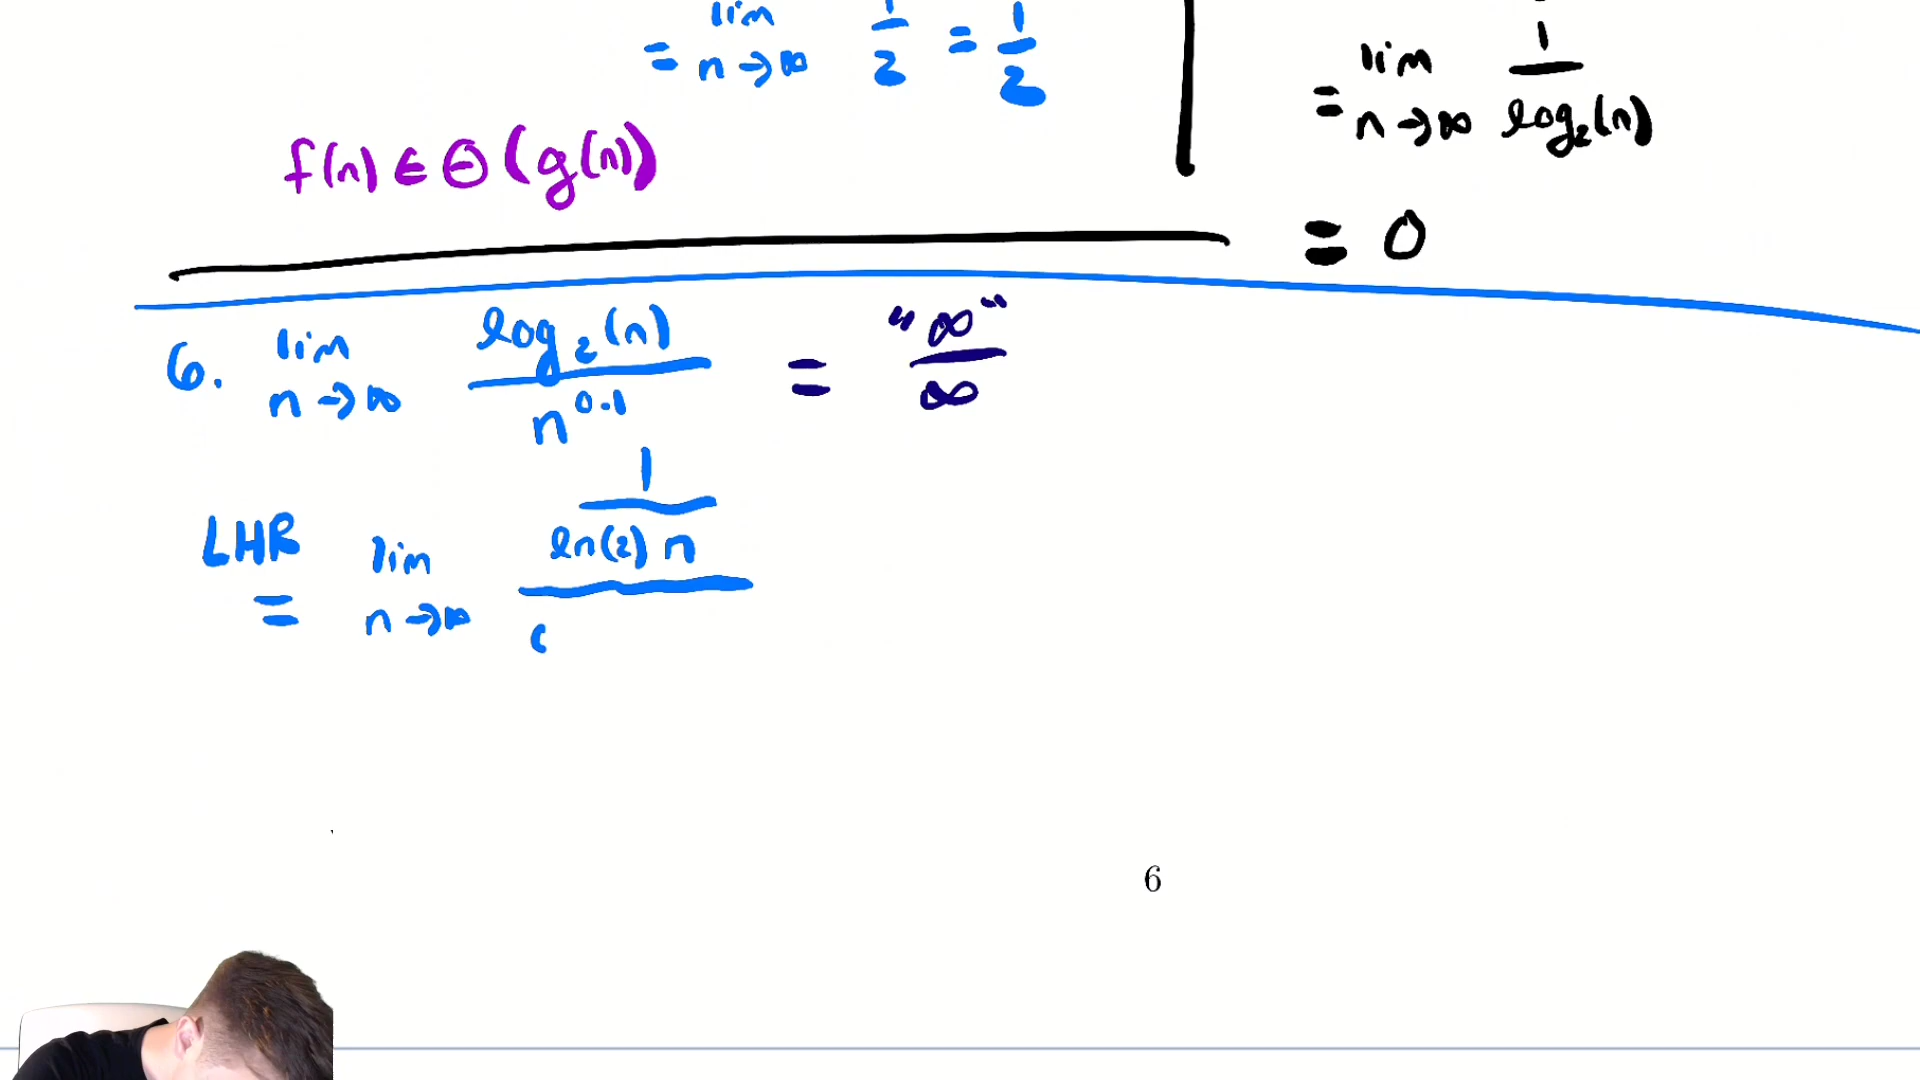 = lim n→∞ 1/2 = 1/2
f(n) ∈ Θ(g(n))
= lim n→∞ 1/log₂(n)
= 0
6. lim n→∞ log₂(n)/n^0.1 = "∞"/∞
LHR = lim n→∞ 1/ln(2) n
6